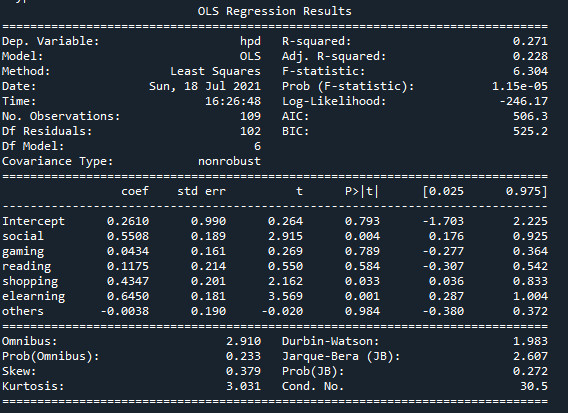 OLS Regression Results
==============================================================================
Dep. Variable:                    hpd   R-squared:                       0.271
Model:                            OLS   Adj. R-squared:                  0.228
Method:                 Least Squares   F-statistic:                     6.304
Date:                Sun, 18 Jul 2021   Prob (F-statistic):           1.15e-05
Time:                        16:26:48   Log-Likelihood:                -246.17
No. Observations:                 109   AIC:                             506.3
Df Residuals:                     102   BIC:                             525.2
Df Model:                           6
Covariance Type:            nonrobust
==============================================================================
                 coef    std err          t      P>|t|      [0.025      0.975]
------------------------------------------------------------------------------
Intercept      0.2610      0.990      0.264      0.793      -1.703       2.225
social         0.5508      0.189      2.915      0.004       0.176       0.925
gaming         0.0434      0.161      0.269      0.789      -0.277       0.364
reading        0.1175      0.214      0.550      0.584      -0.307       0.542
shopping       0.4347      0.201      2.162      0.033       0.036       0.833
elearning      0.6450      0.181      3.569      0.001       0.287       1.004
others        -0.0038      0.190     -0.020      0.984      -0.380       0.372
==============================================================================
Omnibus:                        2.910   Durbin-Watson:                   1.983
Prob(Omnibus):                  0.233   Jarque-Bera (JB):                2.607
Skew:                           0.379   Prob(JB):                        0.272
Kurtosis:                       3.031   Cond. No.                         30.5
==============================================================================